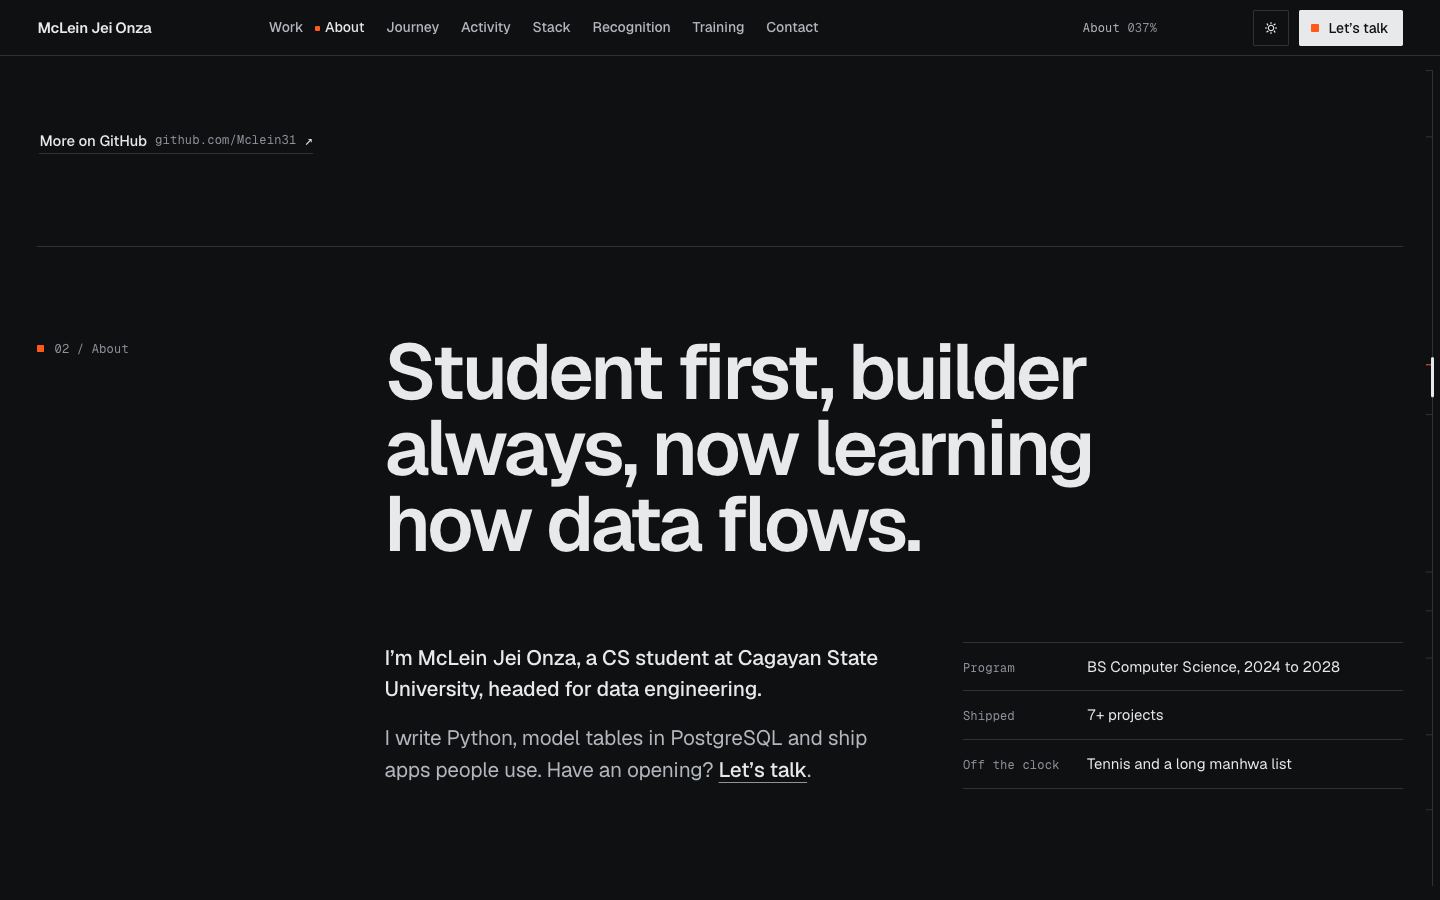 McLein Jei Onza
Work About Journey Activity Stack Recognition Training Contact
About 037%
Let's talk
More on GitHub github.com/Mclein31 ↗
02 / About
Student first, builder
always, now learning
how data flows.
I'm McLein Jei Onza, a CS student at Cagayan State
University, headed for data engineering.
I write Python, model tables in PostgreSQL and ship
apps people use. Have an opening? Let's talk.
Program BS Computer Science, 2024 to 2028
Shipped 7+ projects
Off the clock Tennis and a long manhwa list